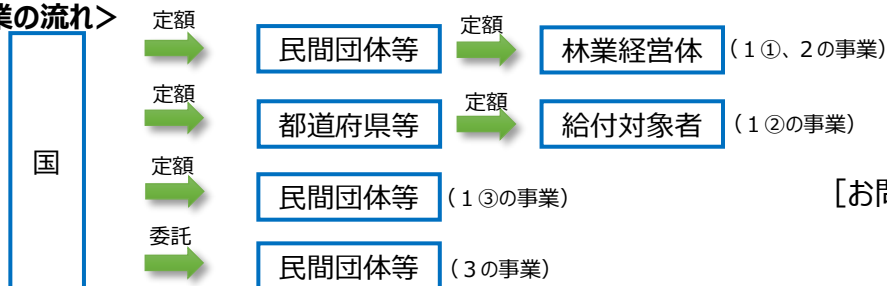 業の流れ＞
定額
民間団体等
定額
林業経営体
（１①、２の事業）
定額
都道府県等
定額
給付対象者
（１②の事業）
国
定額
民間団体等
（１③の事業）
［お問
委託
民間団体等
（３の事業）